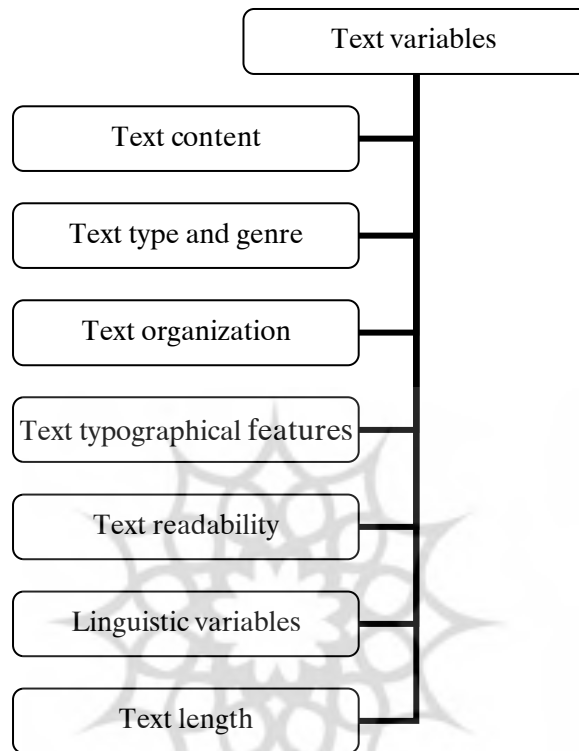 Text variables
Text content
Text type and genre
Text organization
Text typographical features
Text readability
Linguistic variables
Text length